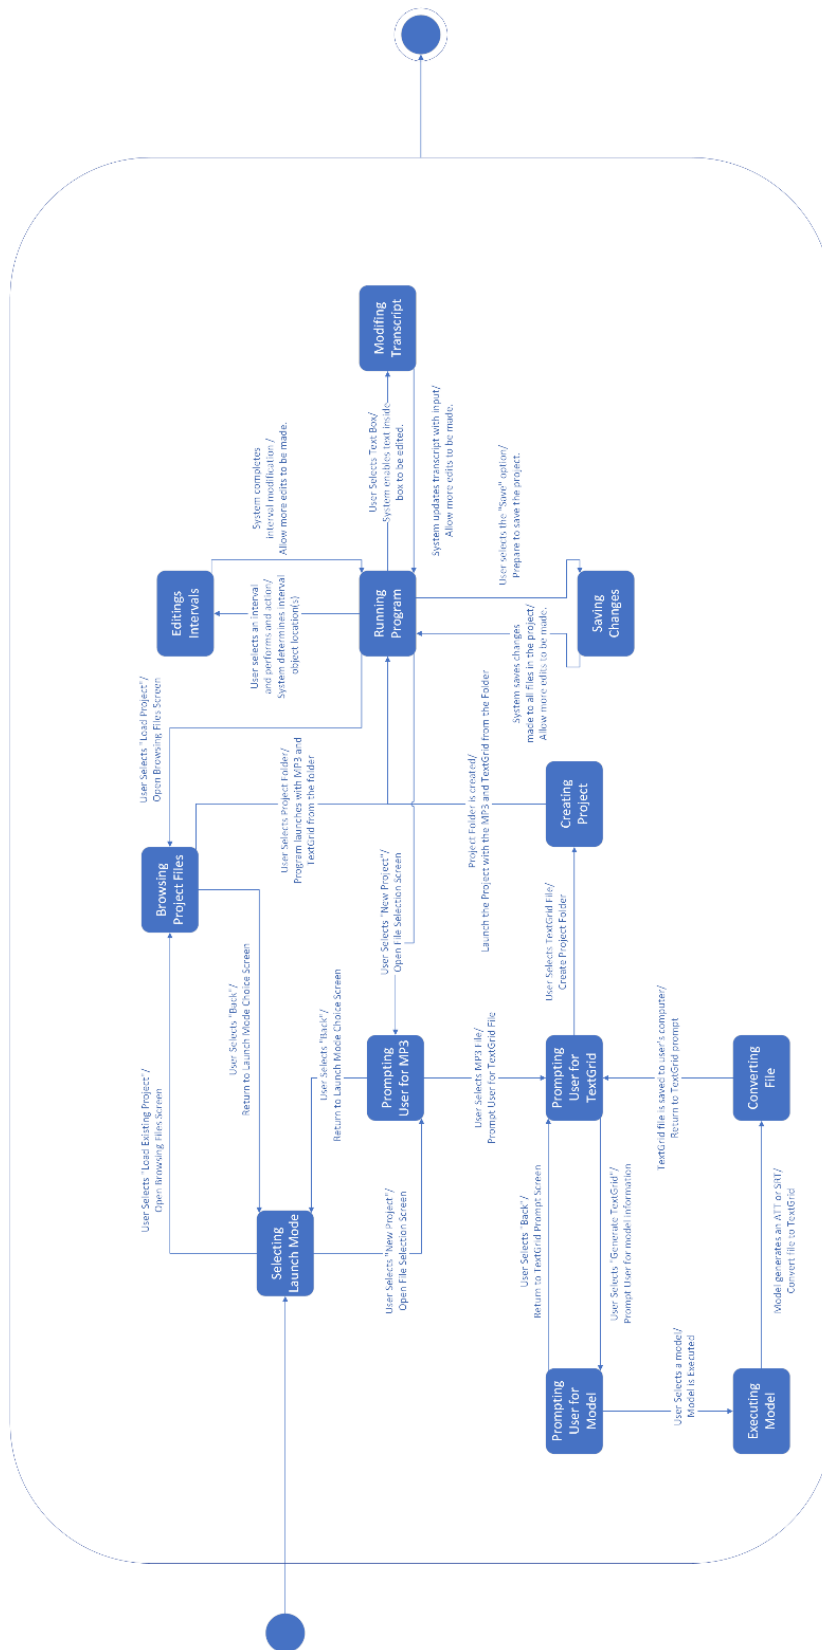 User Selects "Load Existing Project"/
Open Browsing Files Screen
User Selects "Back"/
Return to Launch Mode Choice Screen
Browsing
Project Files
User Selects "Load Project"/
Open Browsing Files Screen
User Selects Project Folder/
Program launches with MP3 and
TextGrid from the folder
Editings
Intervals
User selects an interval
and performs and action/
System determines interval
object location(s)
System completes
interval modification /
Allow more edits to be made.
Selecting
Launch Mode
User Selects "Back"/
Return to Launch Mode Choice Screen
User Selects "New Project"/
Open File Selection Screen
Prompting
User for MP3
User Selects "New Project"/
Open File Selection Screen
Running
Program
User Selects Text Box/
System enables text inside
box to be edited.
Modifing
Transcript
System updates transcript with input/
Allow more edits to be made.
User Selects MP3 File/
Prompt User for TextGrid File
Project Folder is created/
Launch the Project with the MP3 and TextGrid from the Folder
System saves changes
made to all files in the project/
Allow more edits to be made.
User selects the "Save" option/
Prepare to save the project.
User Selects "Back"/
Return to TextGrid Prompt Screen
Prompting
User for
Model
User Selects "Generate TextGrid"/
Prompt User for model information
Prompting
User for
TextGrid
User Selects TextGrid File/
Create Project Folder
Creating
Project
Saving
Changes
User Selects a model/
Model is Executed
TextGrid file is saved to user's computer/
Return to TextGrid prompt
Executing
Model
Model generates an ATT or SRT/
Convert file to TextGrid
Converting
File